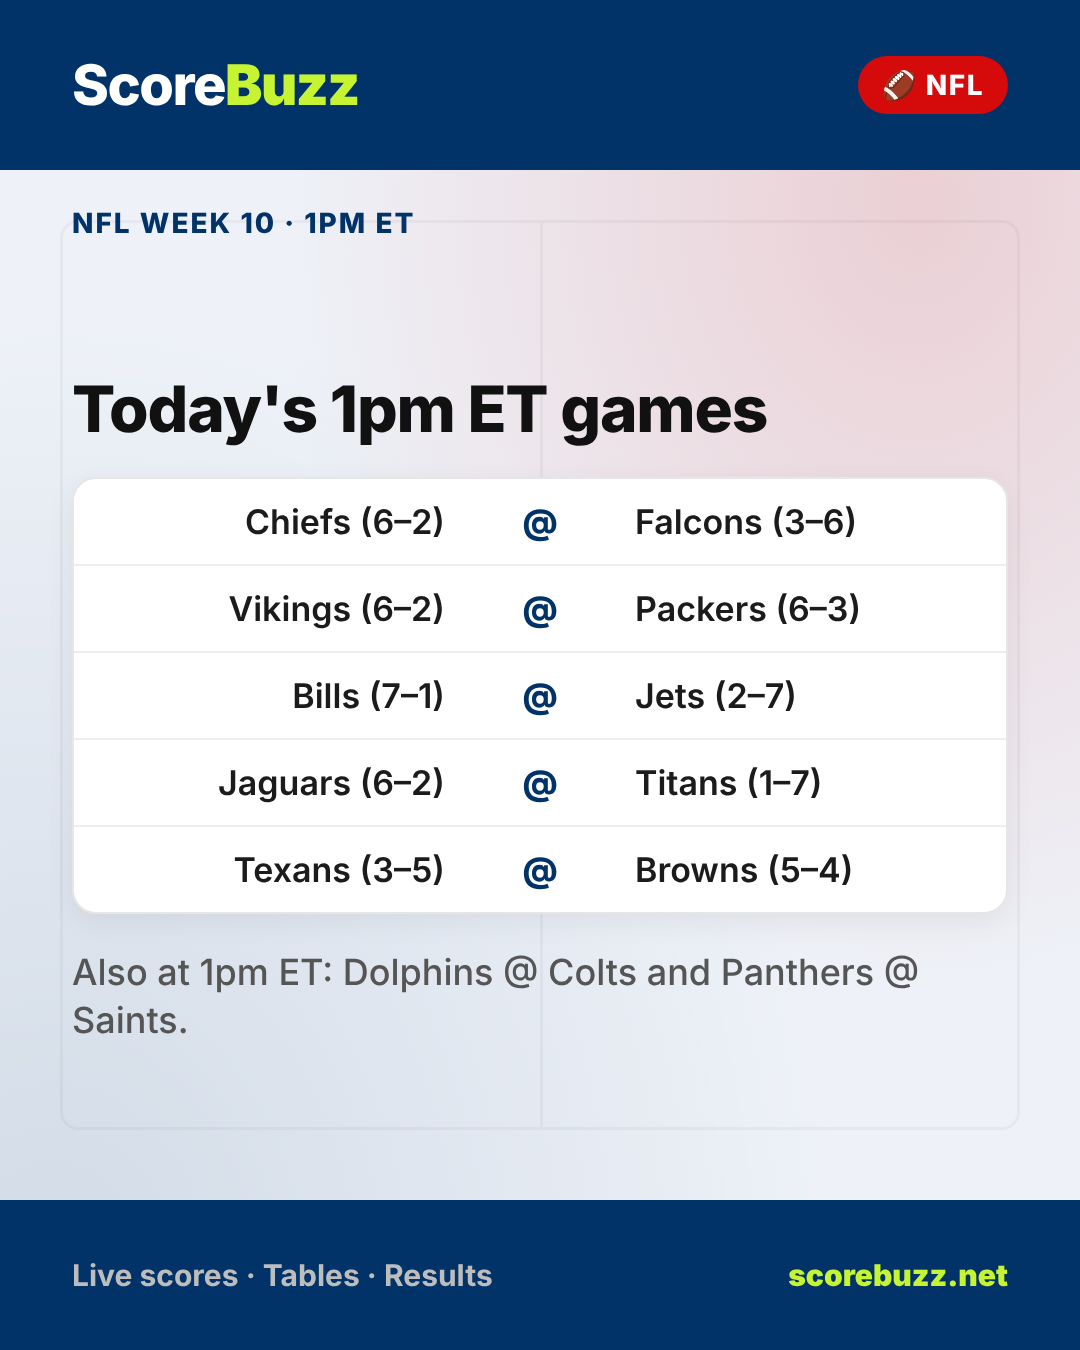 ScoreBuzz
🏈 NFL
NFL WEEK 10 · 1PM ET
Today's 1pm ET games
Chiefs (6–2) @ Falcons (3–6)
Vikings (6–2) @ Packers (6–3)
Bills (7–1) @ Jets (2–7)
Jaguars (6–2) @ Titans (1–7)
Texans (3–5) @ Browns (5–4)
Also at 1pm ET: Dolphins @ Colts and Panthers @
Saints.
Live scores · Tables · Results
scorebuzz.net